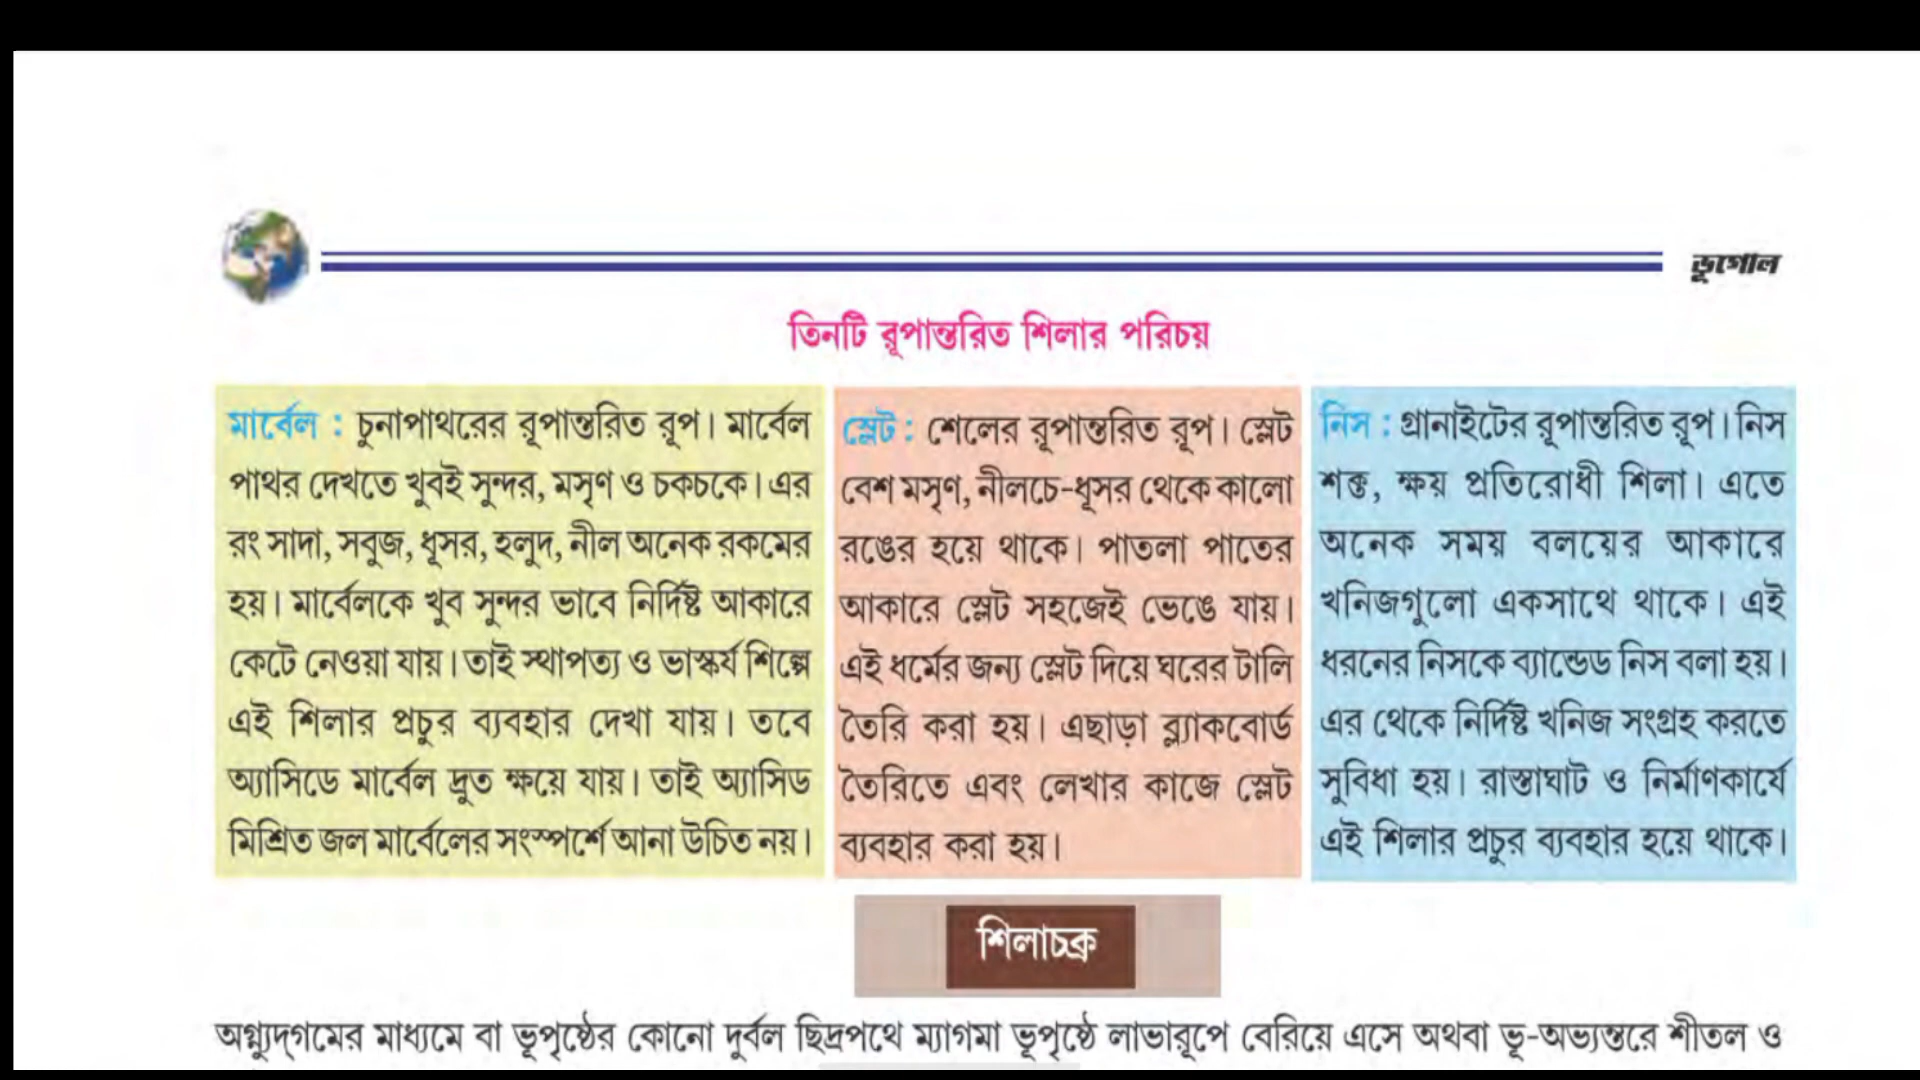 ভূগোল
তিনটি রূপান্তরিত শিলার পরিচয়
মার্বেল : চুনাপাথরের রূপান্তরিত রূপ। মার্বেল
পাথর দেখতে খুবই সুন্দর, মসৃণ ও চকচকে। এর
রং সাদা, সবুজ, ধূসর, হলুদ, নীল অনেক রকমের
হয়। মার্বেলকে খুব সুন্দর ভাবে নির্দিষ্ট আকারে
কেটে নেওয়া যায়। তাই স্থাপত্য ও ভাস্কর্য শিল্পে
এই শিলার প্রচুর ব্যবহার দেখা যায়। তবে
অ্যাসিডে মার্বেল দ্রুত ক্ষয়ে যায়। তাই অ্যাসিড
মিশ্রিত জল মার্বেলের সংস্পর্শে আনা উচিত নয়।
স্লেট : শেলের রূপান্তরিত রূপ। স্লেট
বেশ মসৃণ, নীলচে-ধূসর থেকে কালো
রঙের হয়ে থাকে। পাতলা পাতের
আকারে স্লেট সহজেই ভেঙে যায়।
এই ধর্মের জন্য স্লেট দিয়ে ঘরের টালি
তৈরি করা হয়। এছাড়া ব্ল্যাকবোর্ড
তৈরিতে এবং লেখার কাজে স্লেট
ব্যবহার করা হয়।
নিস : গ্রানাইটের রূপান্তরিত রূপ। নিস
শক্ত, ক্ষয় প্রতিরোধী শিলা। এতে
অনেক সময় বলয়ের আকারে
খনিজগুলো একসাথে থাকে। এই
ধরনের নিসকে ব্যান্ডেড নিস বলা হয়।
এর থেকে নির্দিষ্ট খনিজ সংগ্রহ করতে
সুবিধা হয়। রাস্তাঘাট ও নির্মাণকার্যে
এই শিলার প্রচুর ব্যবহার হয়ে থাকে।
শিলাচক্র
অগ্ন্যুদ্‌গমের মাধ্যমে বা ভূপৃষ্ঠের কোনো দুর্বল ছিদ্রপথে ম্যাগমা ভূপৃষ্ঠে লাভারূপে বেরিয়ে এসে অথবা ভূ-অভ্যন্তরে শীতল ও